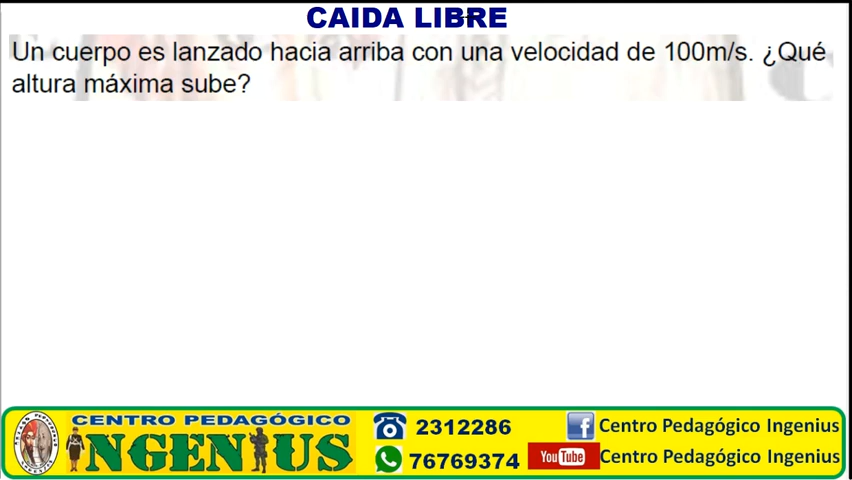 CAIDA LIBRE
Un cuerpo es lanzado hacia arriba con una velocidad de 100m/s. ¿Qué
altura máxima sube?
CENTRO PEDAGÓGICO
INGENIUS
2312286
76769374
Centro Pedagógico Ingenius
YouTube
Centro Pedagógico Ingenius